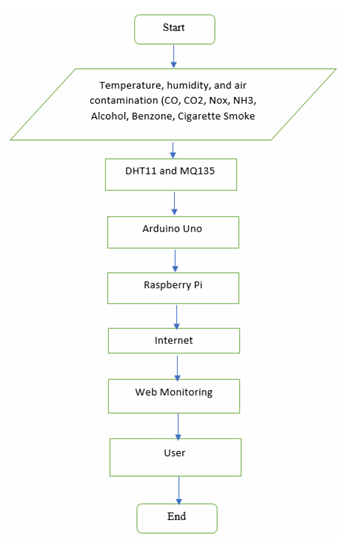 Start
Temperature, humidity, and air
contamination (CO, CO2, Nox, NH3,
Alcohol, Benzone, Cigarette Smoke
DHT11 and MQ135
Arduino Uno
Raspberry Pi
Internet
Web Monitoring
User
End